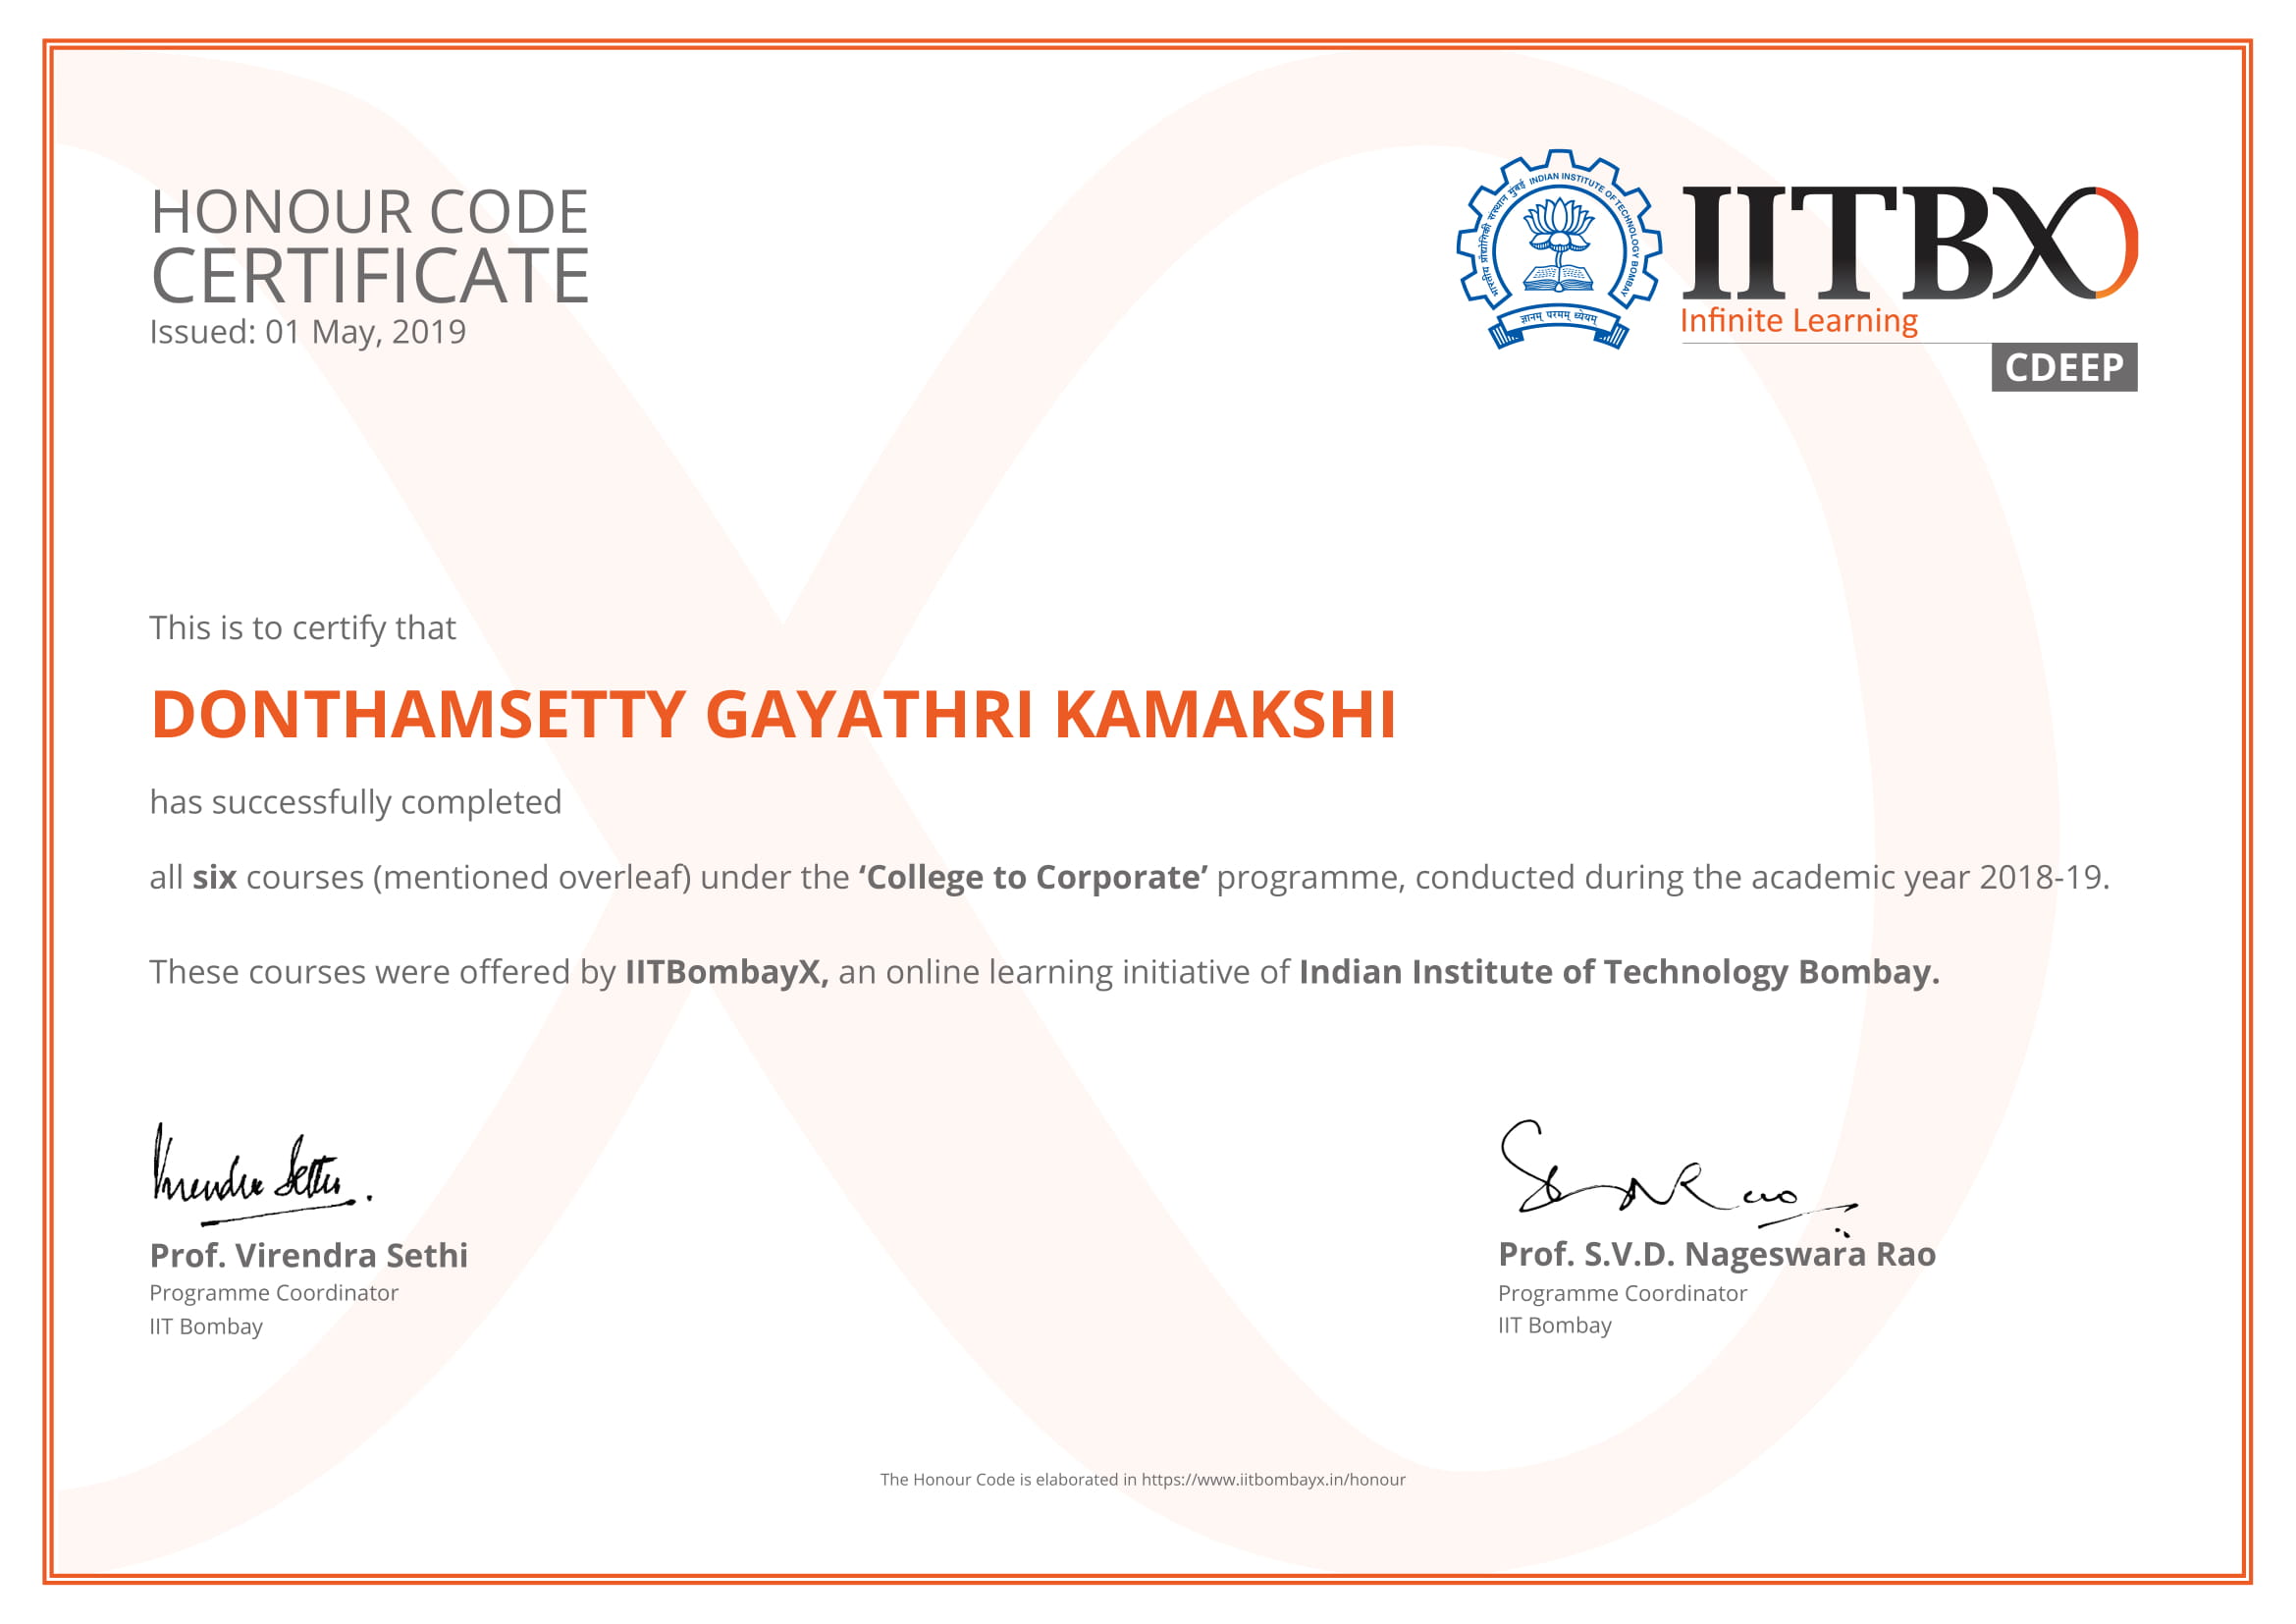 HONOUR CODE
CERTIFICATE
Issued: 01 May, 2019
भारतीय प्रौद्योगिकी संस्थान मुंबई INDIAN INSTITUTE OF TECHNOLOGY BOMBAY
ज्ञानम् परमम् ध्येयम्
IITBX
Infinite Learning
CDEEP
This is to certify that
DONTHAMSETTY GAYATHRI KAMAKSHI
has successfully completed
all six courses (mentioned overleaf) under the ‘College to Corporate’ programme, conducted during the academic year 2018-19.
These courses were offered by IITBombayX, an online learning initiative of Indian Institute of Technology Bombay.
Virendra Sethi.
Prof. Virendra Sethi
Programme Coordinator
IIT Bombay
Prof. S.V.D. Nageswara Rao
Programme Coordinator
IIT Bombay
The Honour Code is elaborated in https://www.iitbombayx.in/honour